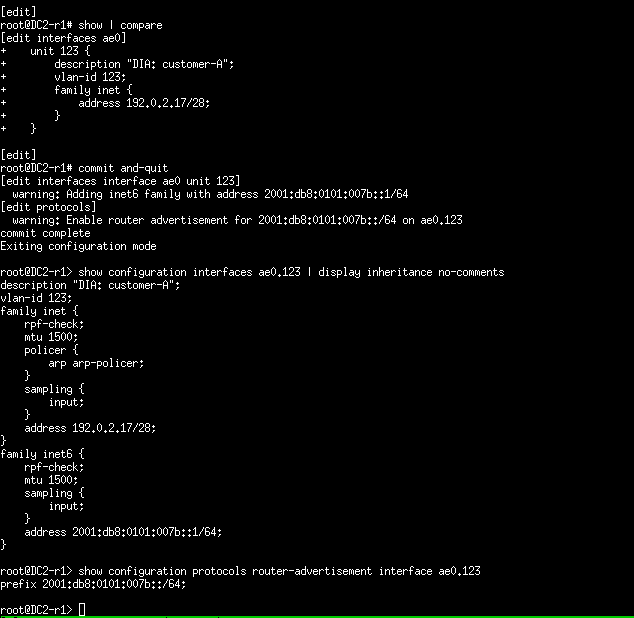 [edit]
root@DC2-r1# show | compare
[edit interfaces ae0]
+    unit 123 {
+        description "DIA: customer-A";
+        vlan-id 123;
+        family inet {
+            address 192.0.2.17/28;
+        }
+    }

[edit]
root@DC2-r1# commit and-quit
[edit interfaces interface ae0 unit 123]
  warning: Adding inet6 family with address 2001:db8:0101:007b::1/64
[edit protocols]
  warning: Enable router advertisement for 2001:db8:0101:007b::/64 on ae0.123
commit complete
Exiting configuration mode

root@DC2-r1> show configuration interfaces ae0.123 | display inheritance no-comments
description "DIA: customer-A";
vlan-id 123;
family inet {
    rpf-check;
    mtu 1500;
    policer {
        arp arp-policer;
    }
    sampling {
        input;
    }
    address 192.0.2.17/28;
}
family inet6 {
    rpf-check;
    mtu 1500;
    sampling {
        input;
    }
    address 2001:db8:0101:007b::1/64;
}

root@DC2-r1> show configuration protocols router-advertisement interface ae0.123
prefix 2001:db8:0101:007b::/64;

root@DC2-r1>